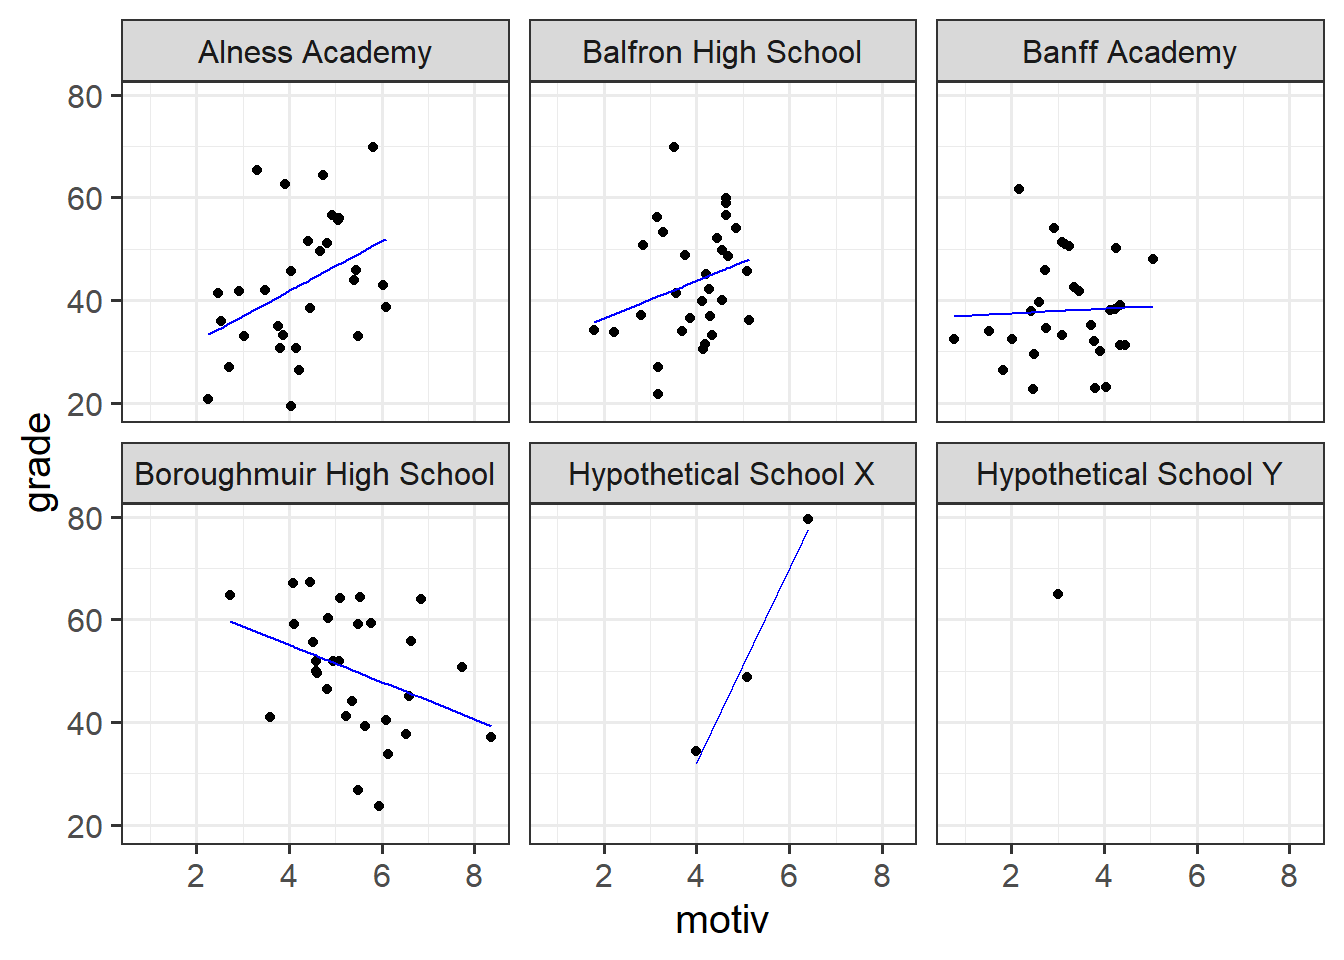 Alness Academy
Balfron High School
Banff Academy
80
60
40
20
grade
Boroughmuir High School
Hypothetical School X
Hypothetical School Y
80
60
40
20
2 4 6 8
2 4 6 8
2 4 6 8
motiv